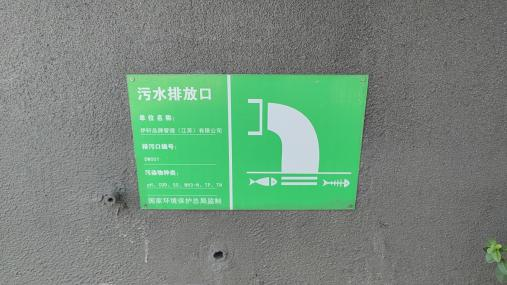 污水排放口
单位名称：
伊轩品牌管理（江苏）有限公司
排污口编号：
DW001
污染物种类：
pH、COD、SS、NH3-N、TP、TN
国家环境保护总局监制